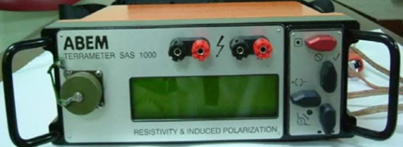 ABEM
TERRAMETER SAS 1000
RESISTIVITY & INDUCED POLARIZATION